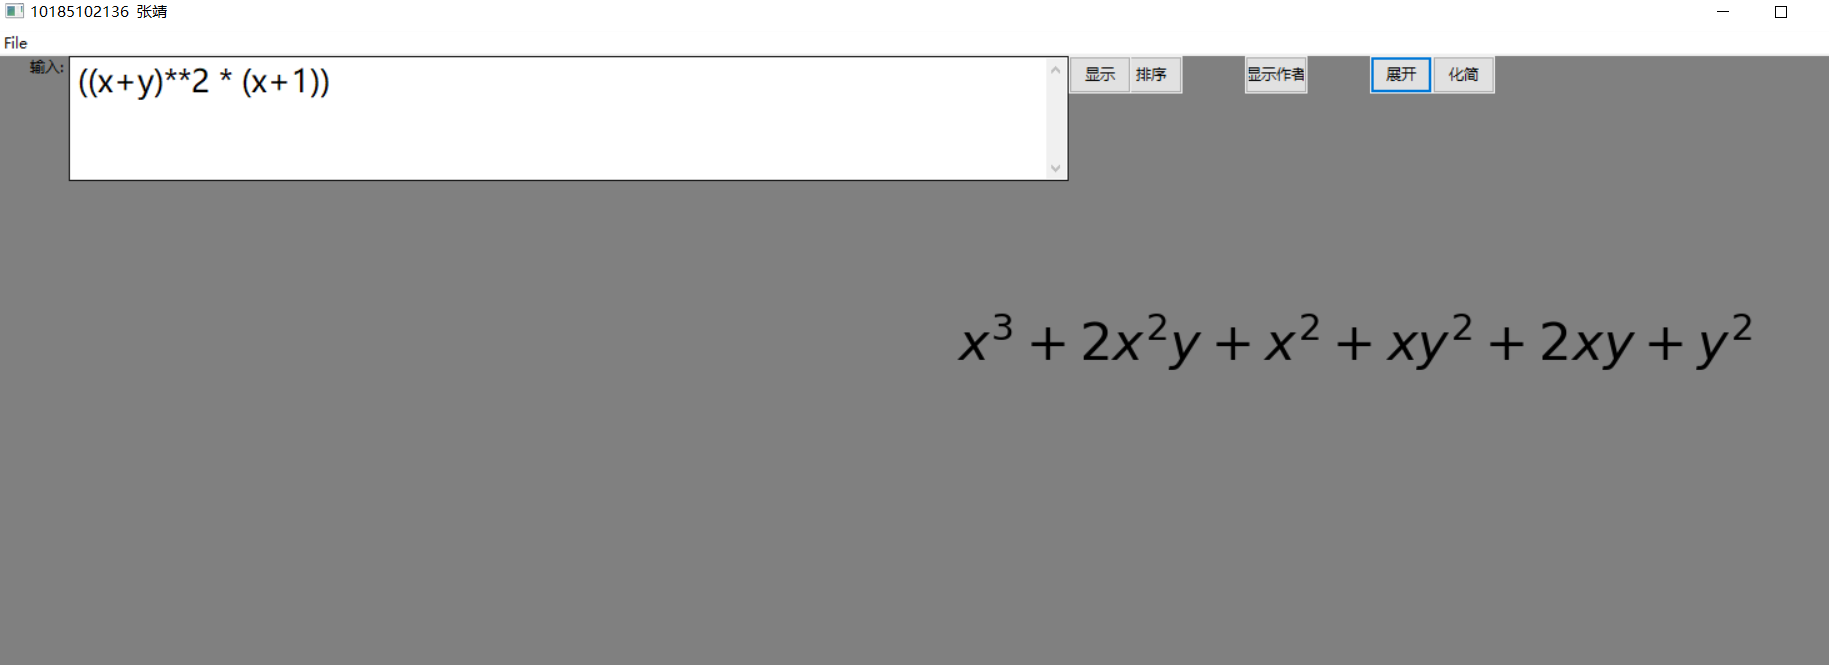 10185102136 张靖
File
输入: ((x+y)**2 * (x+1)) 显示 排序 显示作者 展开 化简
x³ + 2x²y + x² + xy² + 2xy + y²